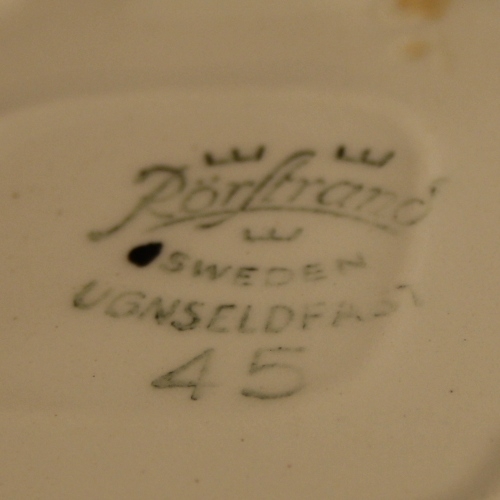 Rörstrand
SWEDEN
UGNSELDFAST
45